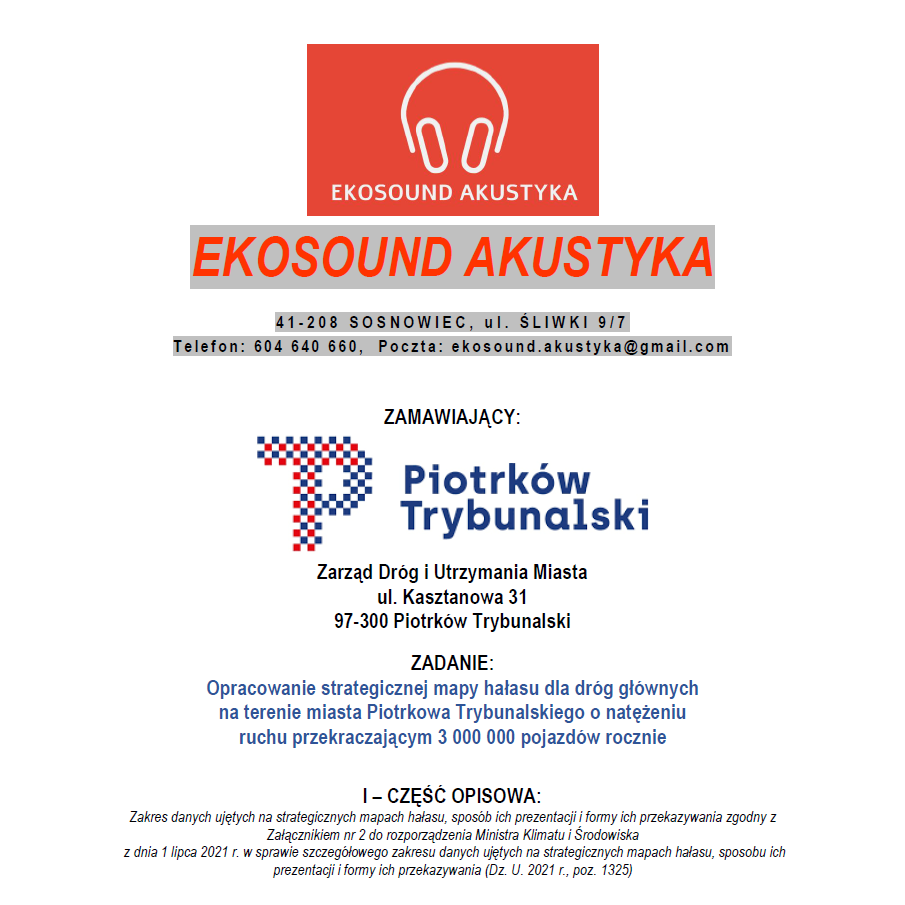 EKOSOUND AKUSTYKA
EKOSOUND AKUSTYKA
41-208 SOSNOWIEC, ul. ŚLIWKI 9/7
Telefon: 604 640 660, Poczta: ekosound.akustyka@gmail.com
ZAMAWIAJĄCY:
Piotrków
Trybunalski
Zarząd Dróg i Utrzymania Miasta
ul. Kasztanowa 31
97-300 Piotrków Trybunalski
ZADANIE:
Opracowanie strategicznej mapy hałasu dla dróg głównych
na terenie miasta Piotrkowa Trybunalskiego o natężeniu
ruchu przekraczającym 3 000 000 pojazdów rocznie
I – CZĘŚĆ OPISOWA:
Zakres danych ujętych na strategicznych mapach hałasu, sposób ich prezentacji i formy ich przekazywania zgodny z
Załącznikiem nr 2 do rozporządzenia Ministra Klimatu i Środowiska
z dnia 1 lipca 2021 r. w sprawie szczegółowego zakresu danych ujętych na strategicznych mapach hałasu, sposobu ich
prezentacji i formy ich przekazywania (Dz. U. 2021 r., poz. 1325)